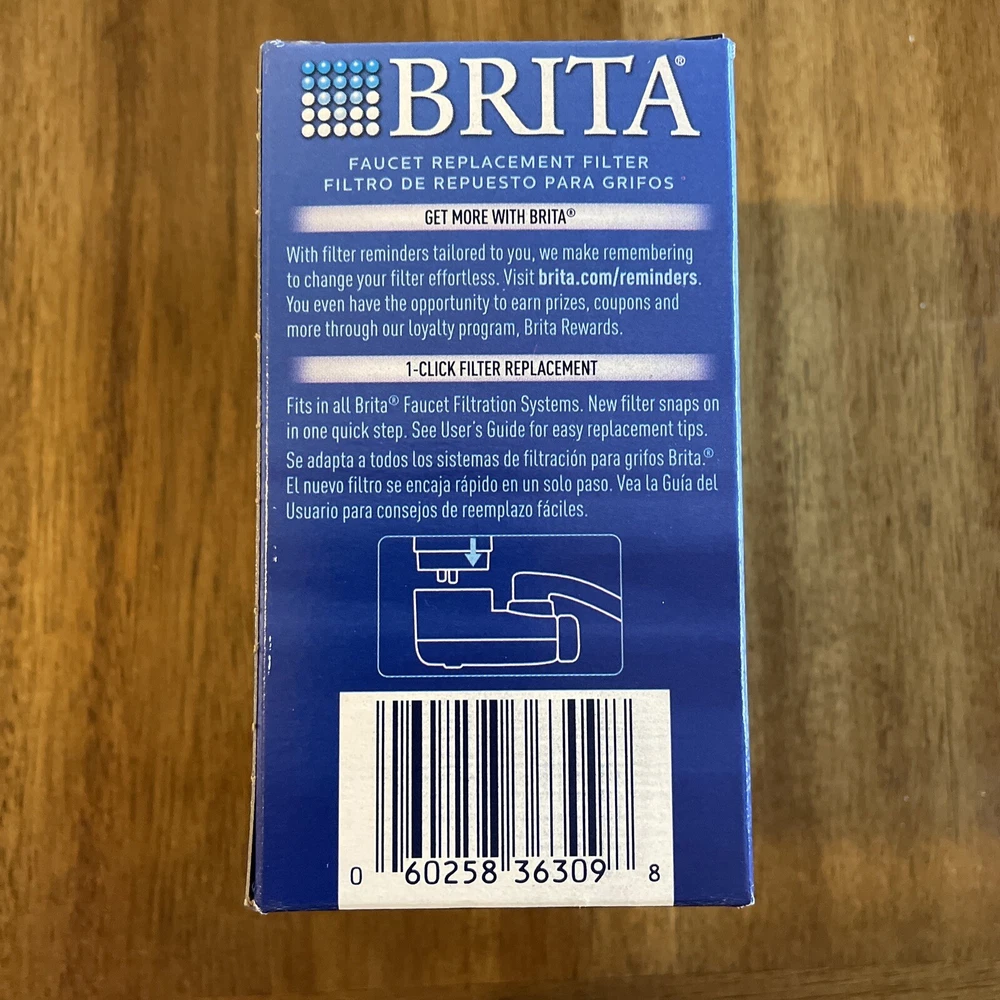 BRITA®
FAUCET REPLACEMENT FILTER
FILTRO DE REPUESTO PARA GRIFOS
GET MORE WITH BRITA®
With filter reminders tailored to you, we make remembering
to change your filter effortless. Visit brita.com/reminders.
You even have the opportunity to earn prizes, coupons and
more through our loyalty program, Brita Rewards.
1-CLICK FILTER REPLACEMENT
Fits in all Brita® Faucet Filtration Systems. New filter snaps on
in one quick step. See User's Guide for easy replacement tips.
Se adapta a todos los sistemas de filtración para grifos Brita.®
El nuevo filtro se encaja rápido en un solo paso. Vea la Guía del
Usuario para consejos de reemplazo fáciles.
0 60258 36309 8